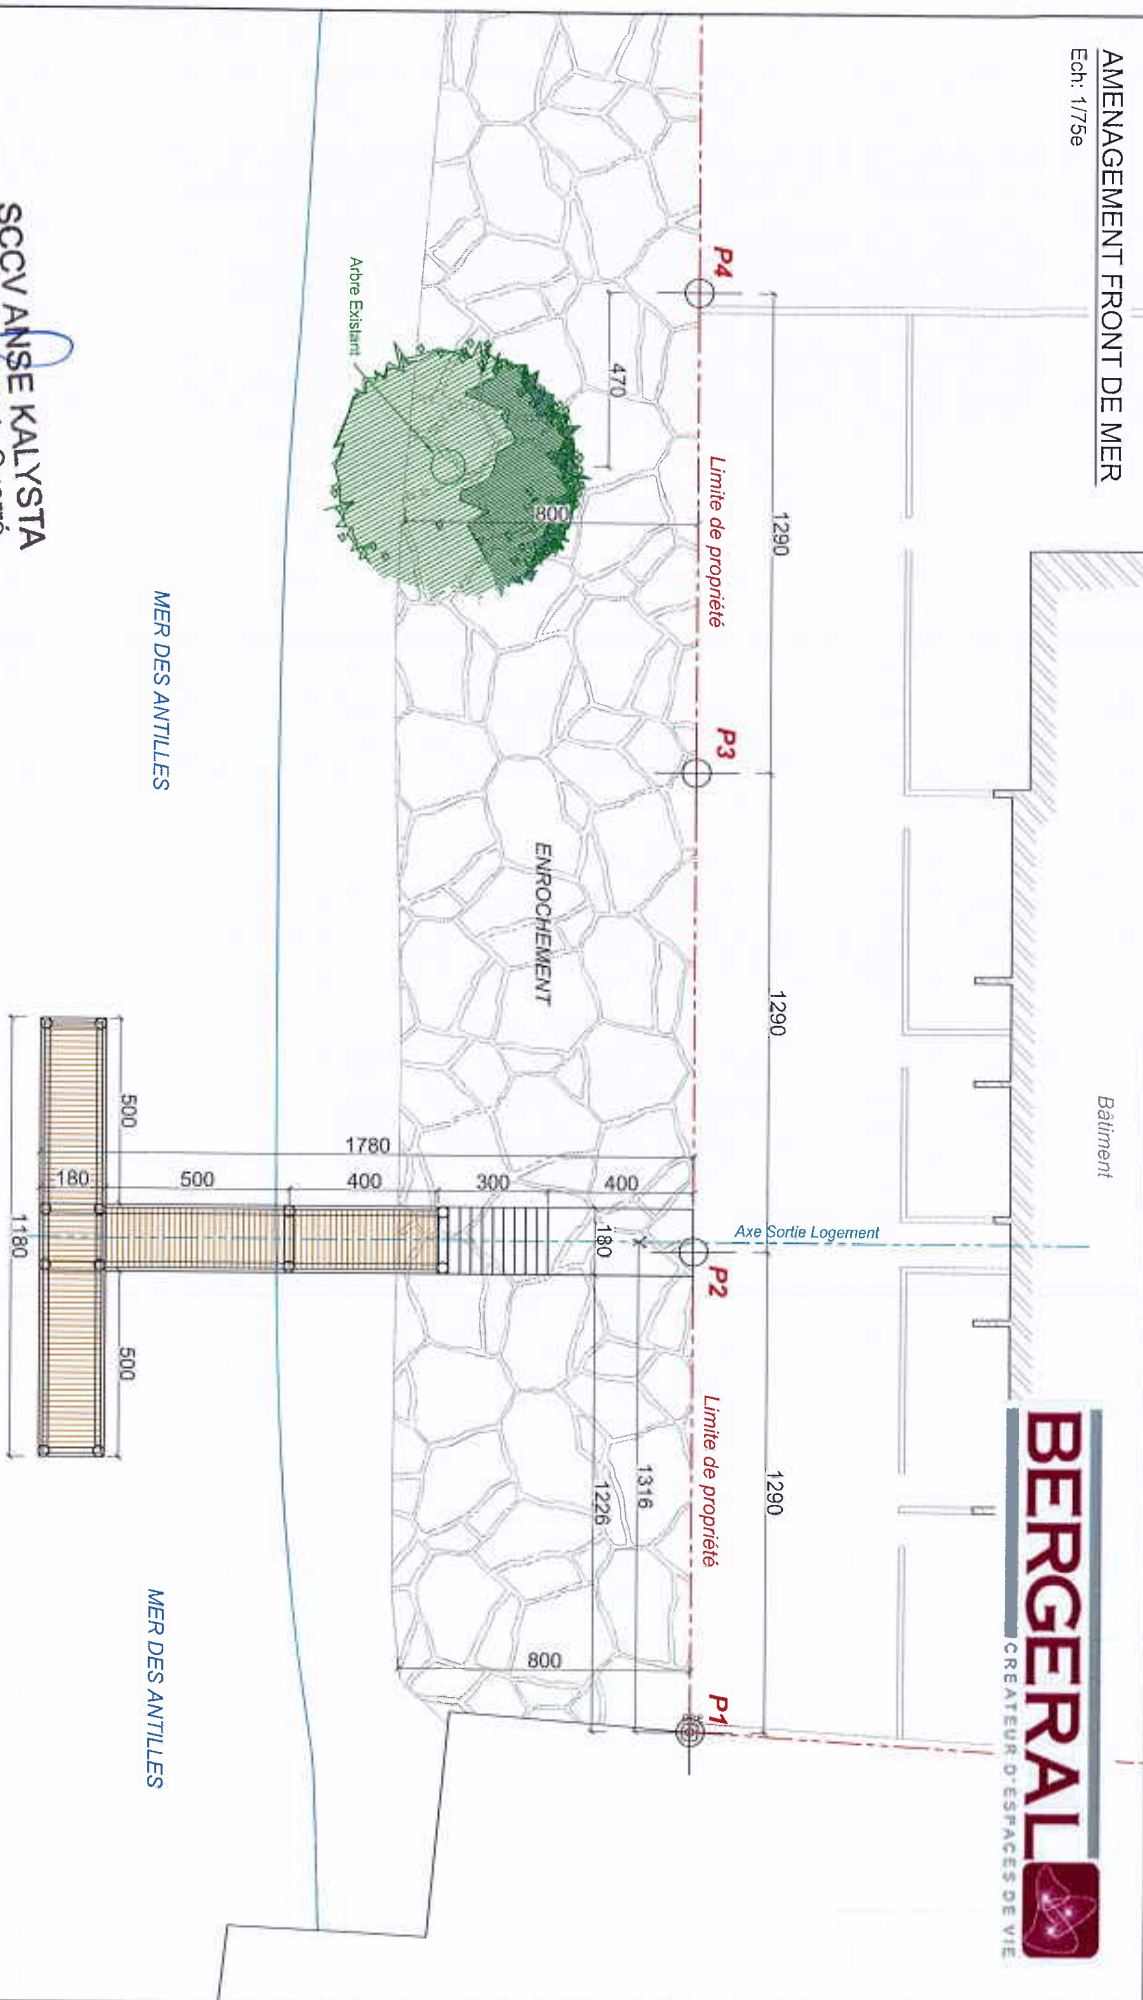 AMENAGEMENT FRONT DE MER
Ech: 1/75e
Bâtiment
BERGERAL
CREATEUR D'ESPACES DE VIE
P4
P3
P2
P1
1290
1290
1290
Limite de propriété
Limite de propriété
Axe Sortie Logement
470
800
Arbre Existant
ENROCHEMENT
1780
180
500
400
300
400
180
1316
1226
800
500
500
1180
MER DES ANTILLES
MER DES ANTILLES
SCCV ANSE KALYSTA